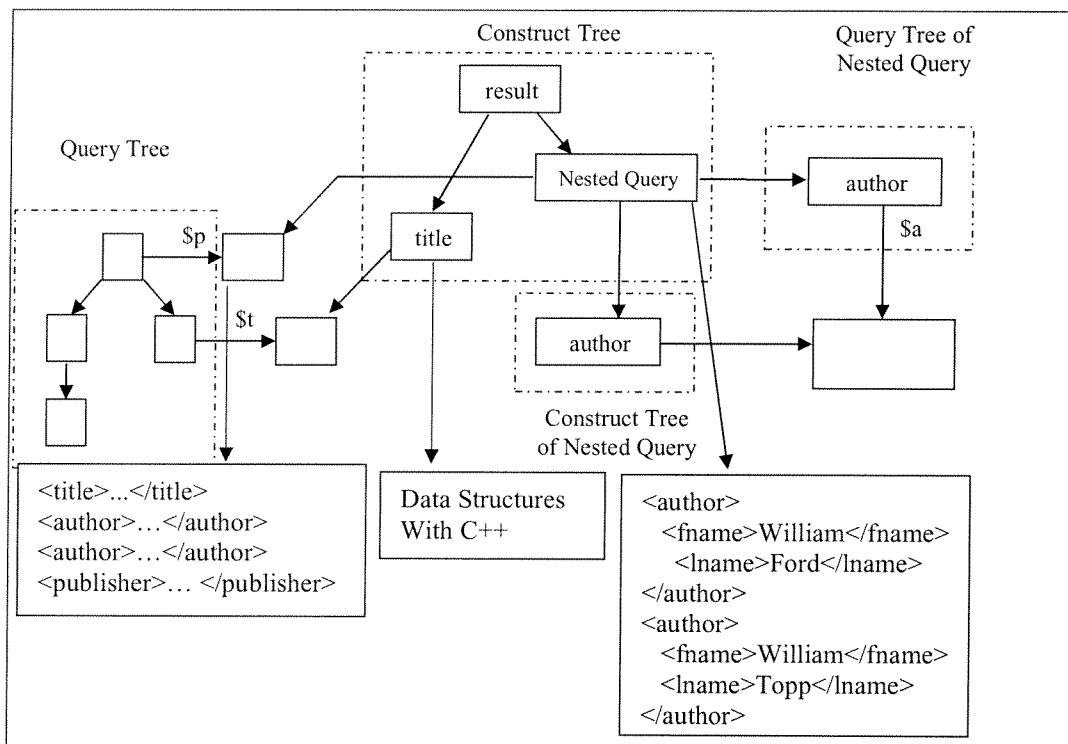 Construct Tree
Query Tree of
Nested Query
result
Query Tree
Nested Query
author
$p
title
$a
$t
author
Construct Tree
of Nested Query
<title>...</title>
<author>…</author>
<author>…</author>
<publisher>… </publisher>
Data Structures
With C++
<author>
<fname>William</fname>
<lname>Ford</lname>
</author>
<author>
<fname>William</fname>
<lname>Topp</lname>
</author>